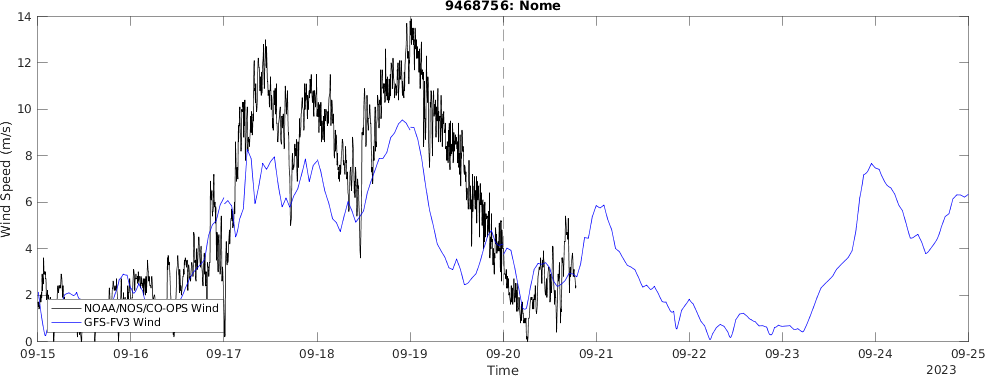 9468756: Nome
14
12
10
8
6
4
2
0
Wind Speed (m/s)
NOAA/NOS/CO-OPS Wind
GFS-FV3 Wind
09-15 09-16 09-17 09-18 09-19 09-20 09-21 09-22 09-23 09-24 09-25
Time
2023